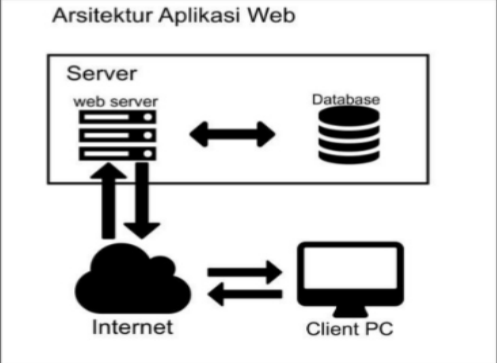 Arsitektur Aplikasi Web
Server
web server
Database
Internet
Client PC